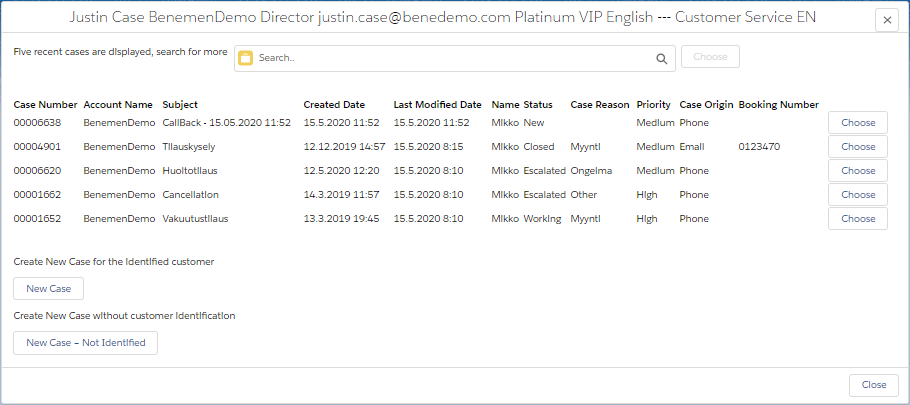 Justin Case BenemenDemo Director justin.case@benedemo.com Platinum VIP English --- Customer Service EN
Five recent cases are displayed, search for more
Search..
Choose
Case Number Account Name Subject Created Date Last Modified Date Name Status Case Reason Priority Case Origin Booking Number
00006638 BenemenDemo CallBack - 15.05.2020 11:52 15.5.2020 11:52 15.5.2020 11:52 Mikko New Medium Phone Choose
00004901 BenemenDemo Tilauskysely 12.12.2019 14:57 15.5.2020 8:15 Mikko Closed Myynti Medium Email 0123470 Choose
00006620 BenemenDemo Huoltotilaus 12.5.2020 12:20 15.5.2020 8:10 Mikko Escalated Ongelma Medium Phone Choose
00001662 BenemenDemo Cancellation 14.3.2019 11:57 15.5.2020 8:10 Mikko Escalated Other High Phone Choose
00001652 BenemenDemo Vakuutustilaus 13.3.2019 19:45 15.5.2020 8:10 Mikko Working Myynti High Phone Choose
Create New Case for the identified customer
New Case
Create New Case without customer identification
New Case – Not Identified
Close